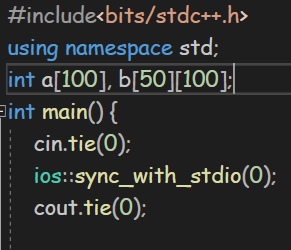 #include<bits/stdc++.h>
using namespace std;
int a[100], b[50][100];
int main() {
cin.tie(0);
ios::sync_with_stdio(0);
cout.tie(0);